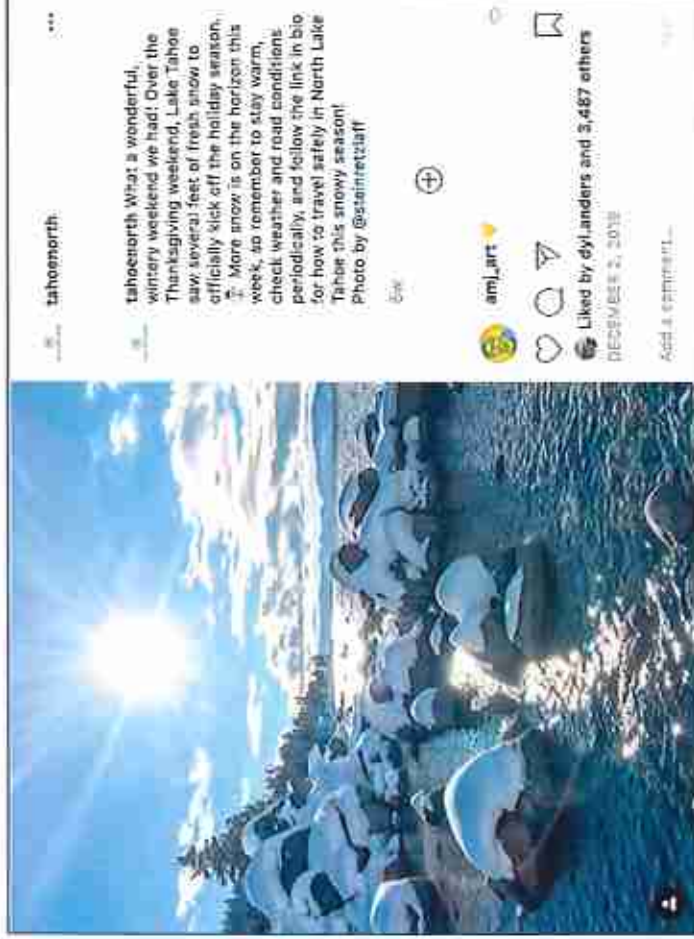 tahoenorth
tahoenorth What a wonderful,
wintery weekend we had! Over the
Thanksgiving weekend, Lake Tahoe
saw several feet of fresh snow to
officially kick off the holiday season.
More snow is on the horizon this
week, so remember to stay warm,
check weather and road conditions
periodically, and follow the link in bio
for how to travel safely in North Lake
Tahoe this snowy season!
Photo by @steinretzlaff
6w
amj_art
Liked by dyl.anders and 3,487 others
DECEMBER 2, 2019
Add a comment...